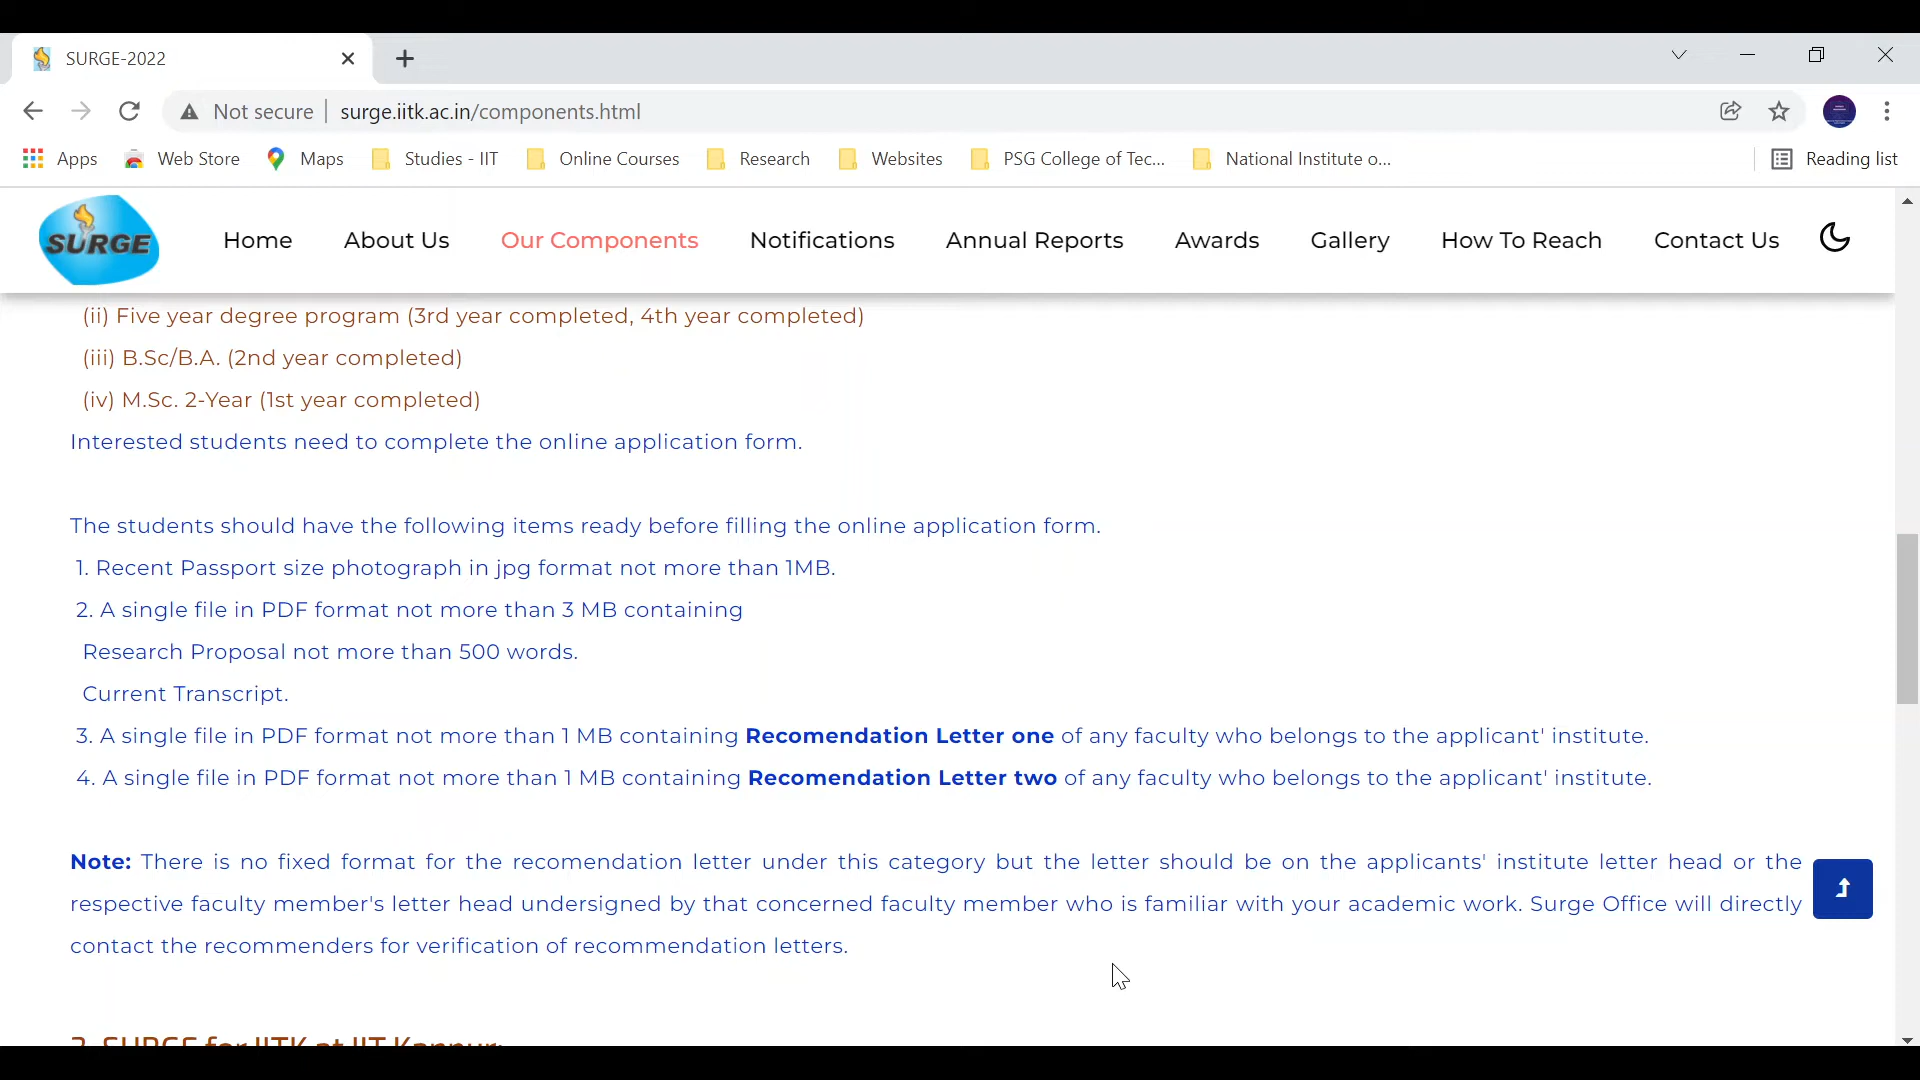 SURGE-2022
Not secure
surge.iitk.ac.in/components.html
Apps
Web Store
Maps
Studies - IIT
Online Courses
Research
Websites
PSG College of Tec...
National Institute o...
Reading list
SURGE
Home
About Us
Our Components
Notifications
Annual Reports
Awards
Gallery
How To Reach
Contact Us
(ii) Five year degree program (3rd year completed, 4th year completed)
(iii) B.Sc/B.A. (2nd year completed)
(iv) M.Sc. 2-Year (1st year completed)
Interested students need to complete the online application form.
The students should have the following items ready before filling the online application form.
1. Recent Passport size photograph in jpg format not more than 1MB.
2. A single file in PDF format not more than 3 MB containing
Research Proposal not more than 500 words.
Current Transcript.
3. A single file in PDF format not more than 1 MB containing Recomendation Letter one of any faculty who belongs to the applicant' institute.
4. A single file in PDF format not more than 1 MB containing Recomendation Letter two of any faculty who belongs to the applicant' institute.
Note: There is no fixed format for the recomendation letter under this category but the letter should be on the applicants' institute letter head or the
respective faculty member's letter head undersigned by that concerned faculty member who is familiar with your academic work. Surge Office will directly
contact the recommenders for verification of recommendation letters.
SURGE for IITK at IIT Kanpur: